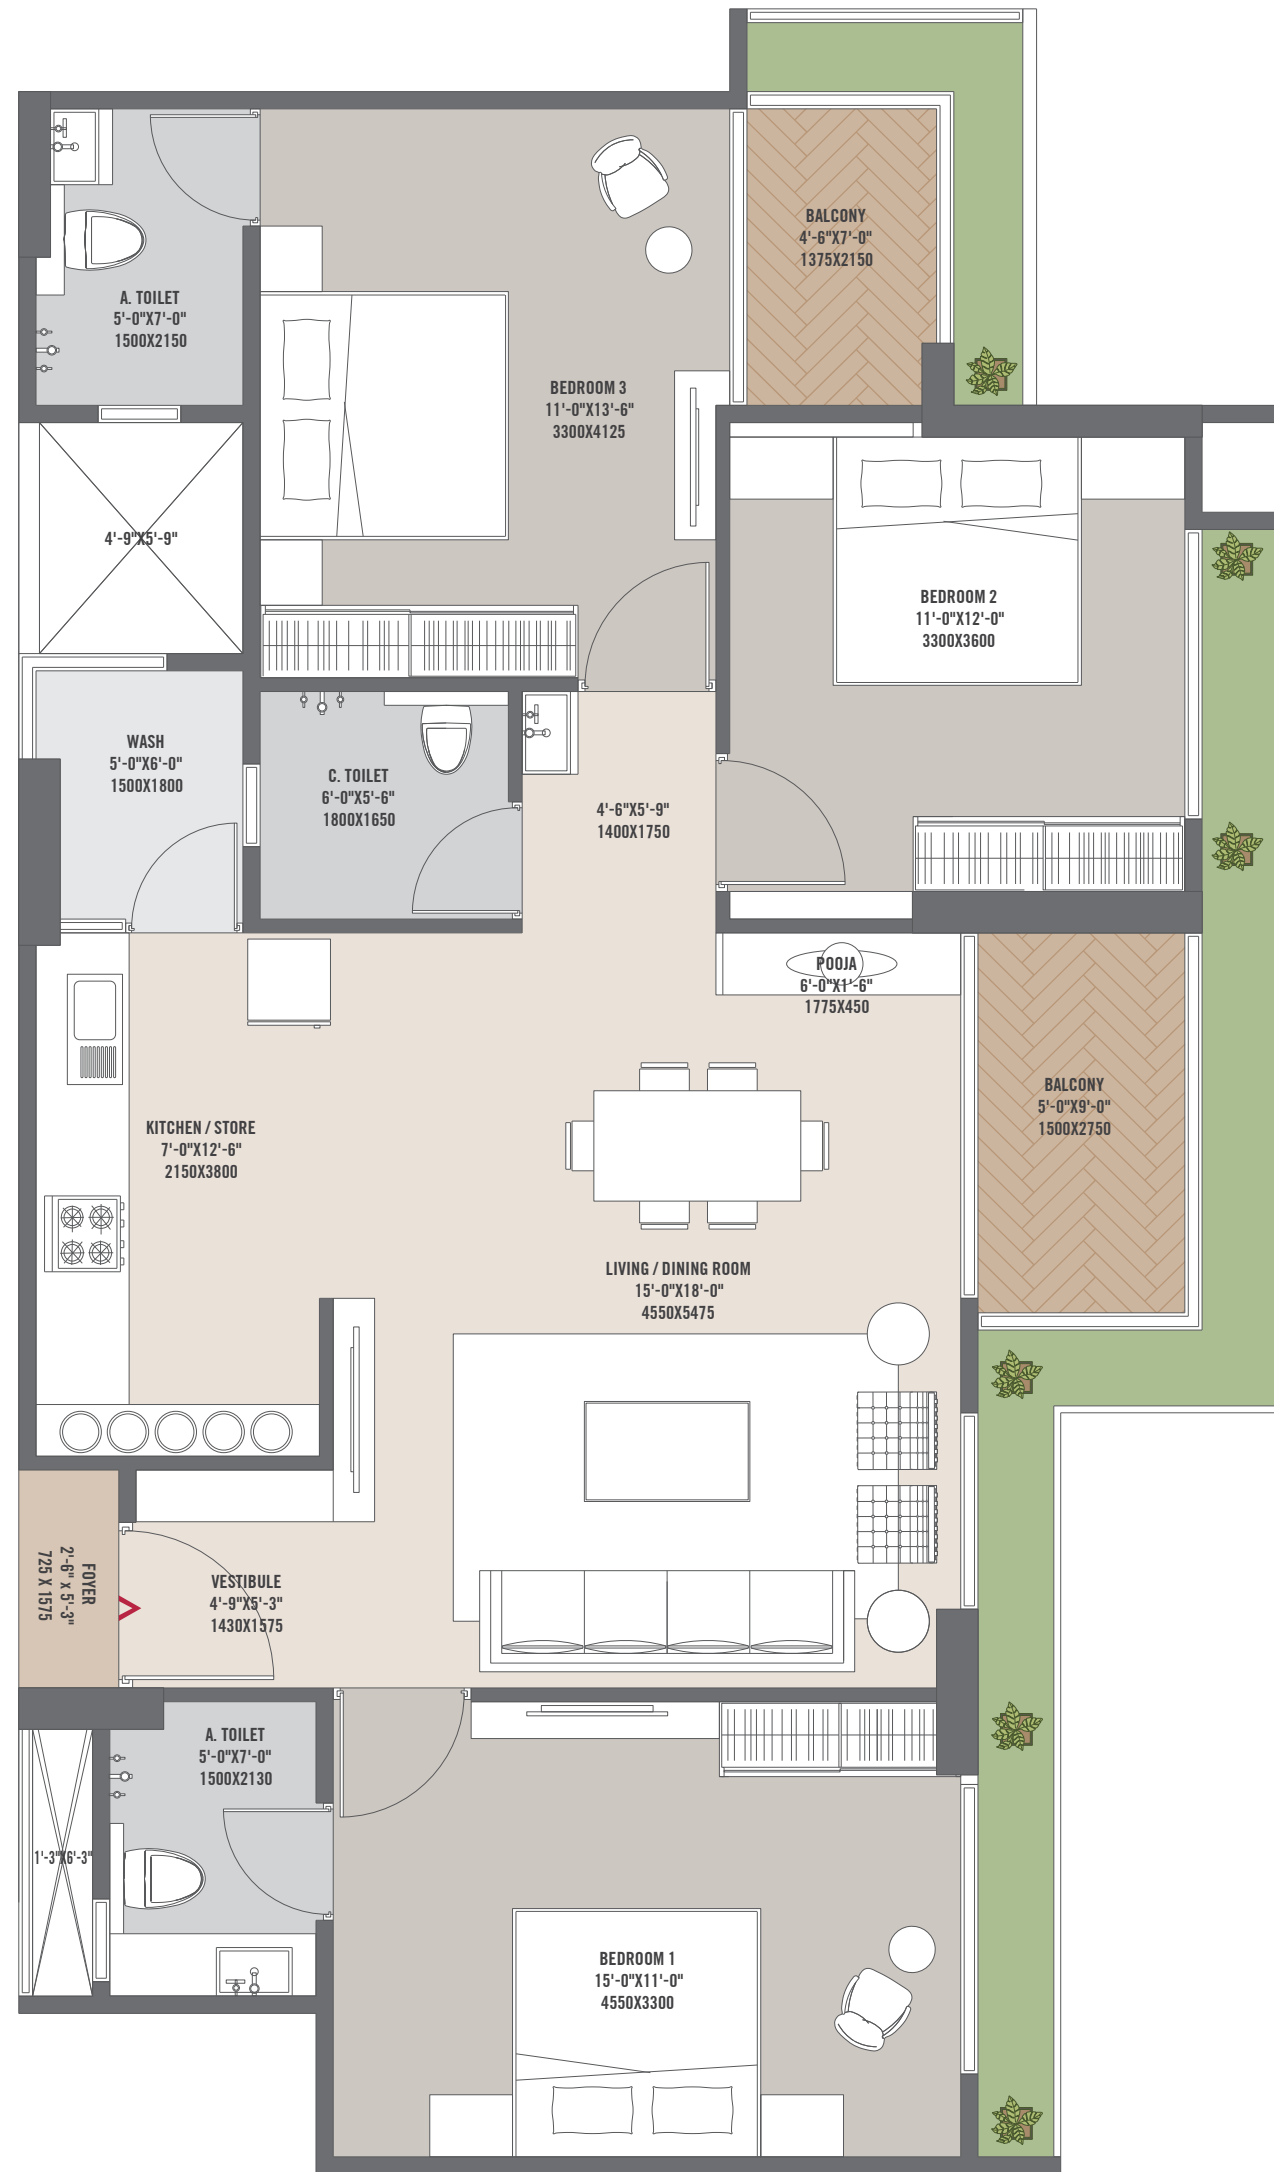 BALCONY
4'-6"X7'-0"
1375X2150
A. TOILET
5'-0"X7'-0"
1500X2150
BEDROOM 3
11'-0"X13'-6"
3300X4125
4'-9"X5'-9"
BEDROOM 2
11'-0"X12'-0"
3300X3600
WASH
5'-0"X6'-0"
1500X1800
C. TOILET
6'-0"X5'-6"
1800X1650
4'-6"X5'-9"
1400X1750
POOJA
6'-0"X1'-6"
1775X450
BALCONY
5'-0"X9'-0"
1500X2750
KITCHEN / STORE
7'-0"X12'-6"
2150X3800
LIVING / DINING ROOM
15'-0"X18'-0"
4550X5475
FOYER
2'-6" x 5'-3"
725 X 1575
VESTIBULE
4'-9"X5'-3"
1430X1575
A. TOILET
5'-0"X7'-0"
1500X2130
1'-3"X6'-3"
BEDROOM 1
15'-0"X11'-0"
4550X3300